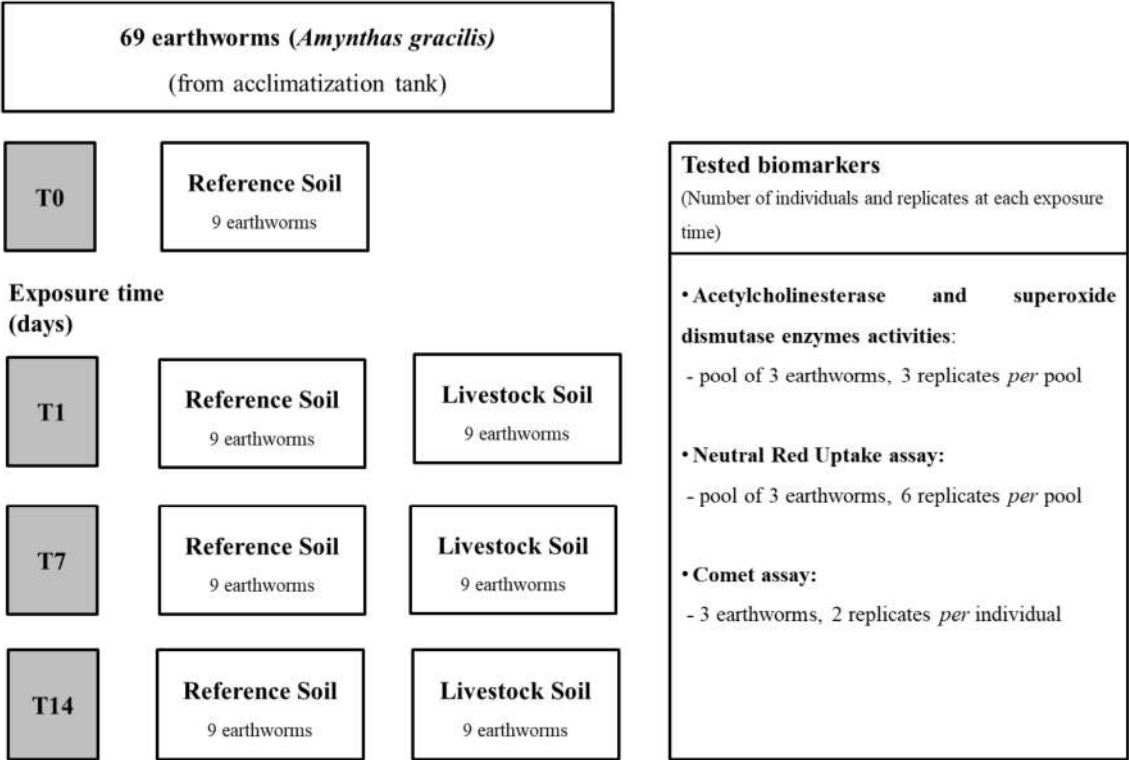 69 earthworms (Amynthas gracilis)
(from acclimatization tank)
T0
Reference Soil
9 earthworms
Exposure time
(days)
T1
Reference Soil
9 earthworms
Livestock Soil
9 earthworms
T7
Reference Soil
9 earthworms
Livestock Soil
9 earthworms
T14
Reference Soil
9 earthworms
Livestock Soil
9 earthworms
Tested biomarkers
(Number of individuals and replicates at each exposure
time)
• Acetylcholinesterase and superoxide
dismutase enzymes activities:
- pool of 3 earthworms, 3 replicates per pool
• Neutral Red Uptake assay:
- pool of 3 earthworms, 6 replicates per pool
• Comet assay:
- 3 earthworms, 2 replicates per individual